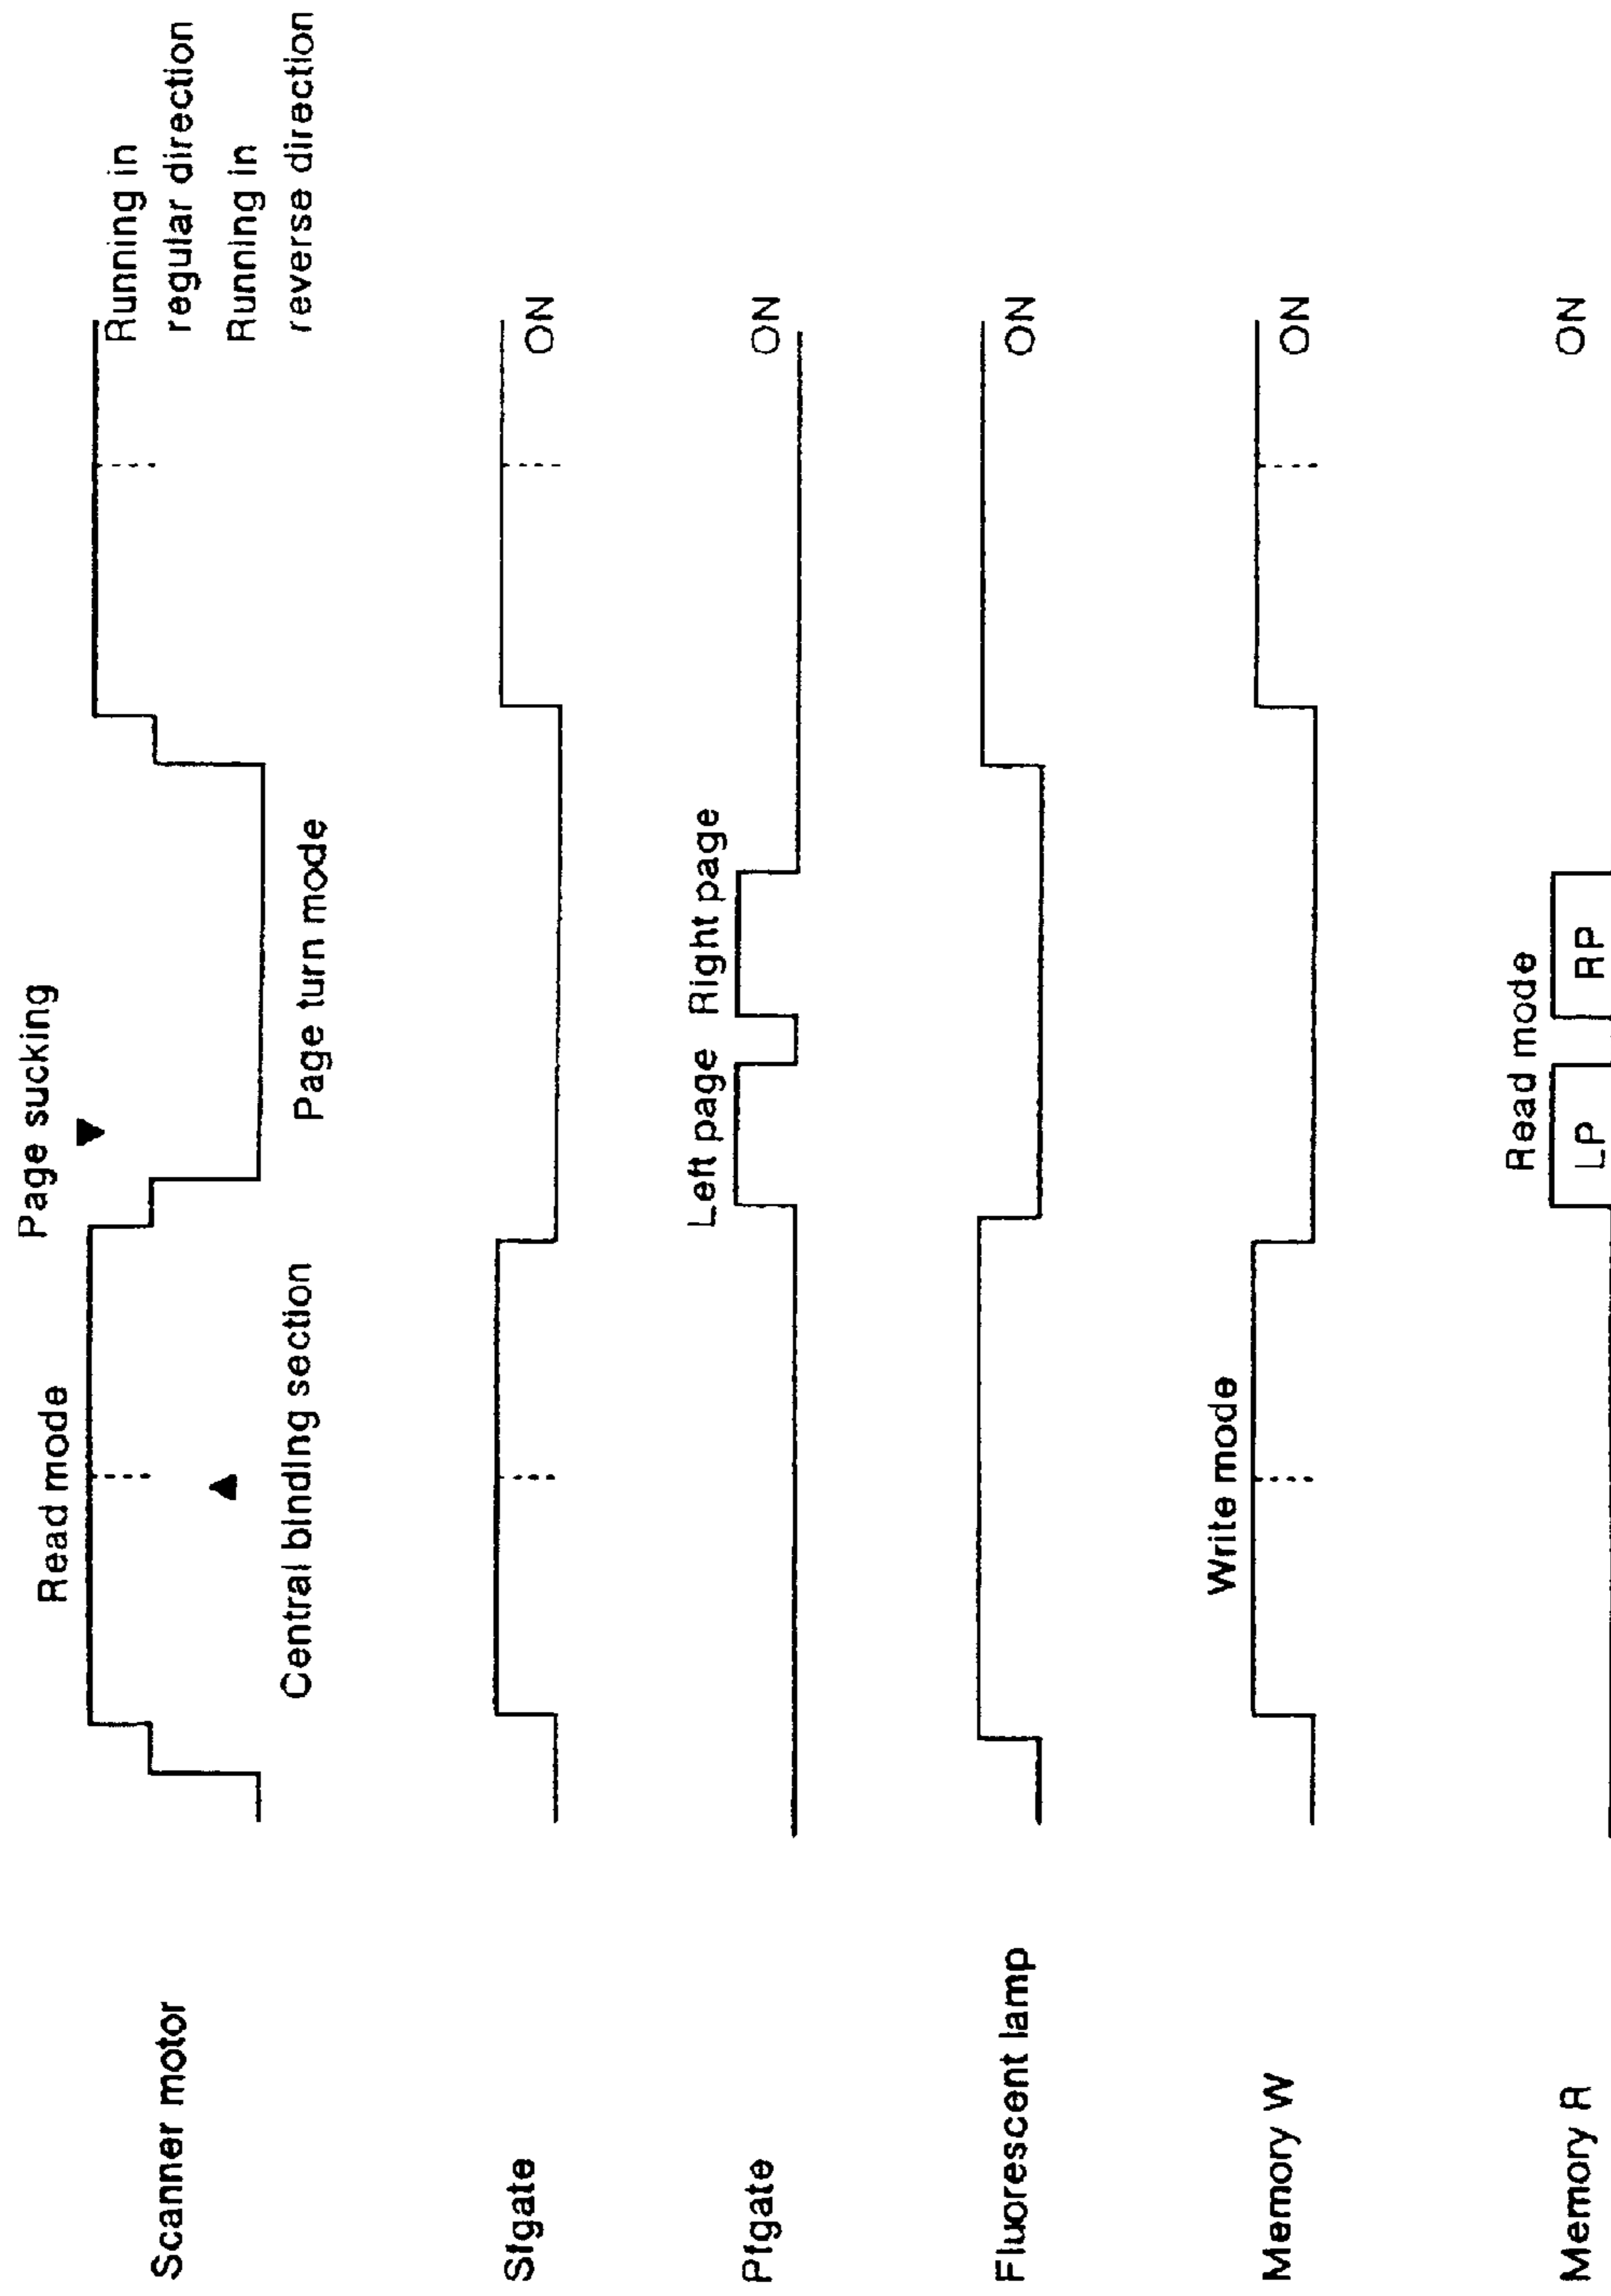 Page sucking
Read mode
Scanner motor
Running in
regular direction
Running in
reverse direction
Central binding section
Page turn mode
Sfgate
ON
Left page
Right page
Pfgate
ON
Fluorescent lamp
ON
Write mode
Memory W
ON
Read mode
Memory R
LP
RP
ON